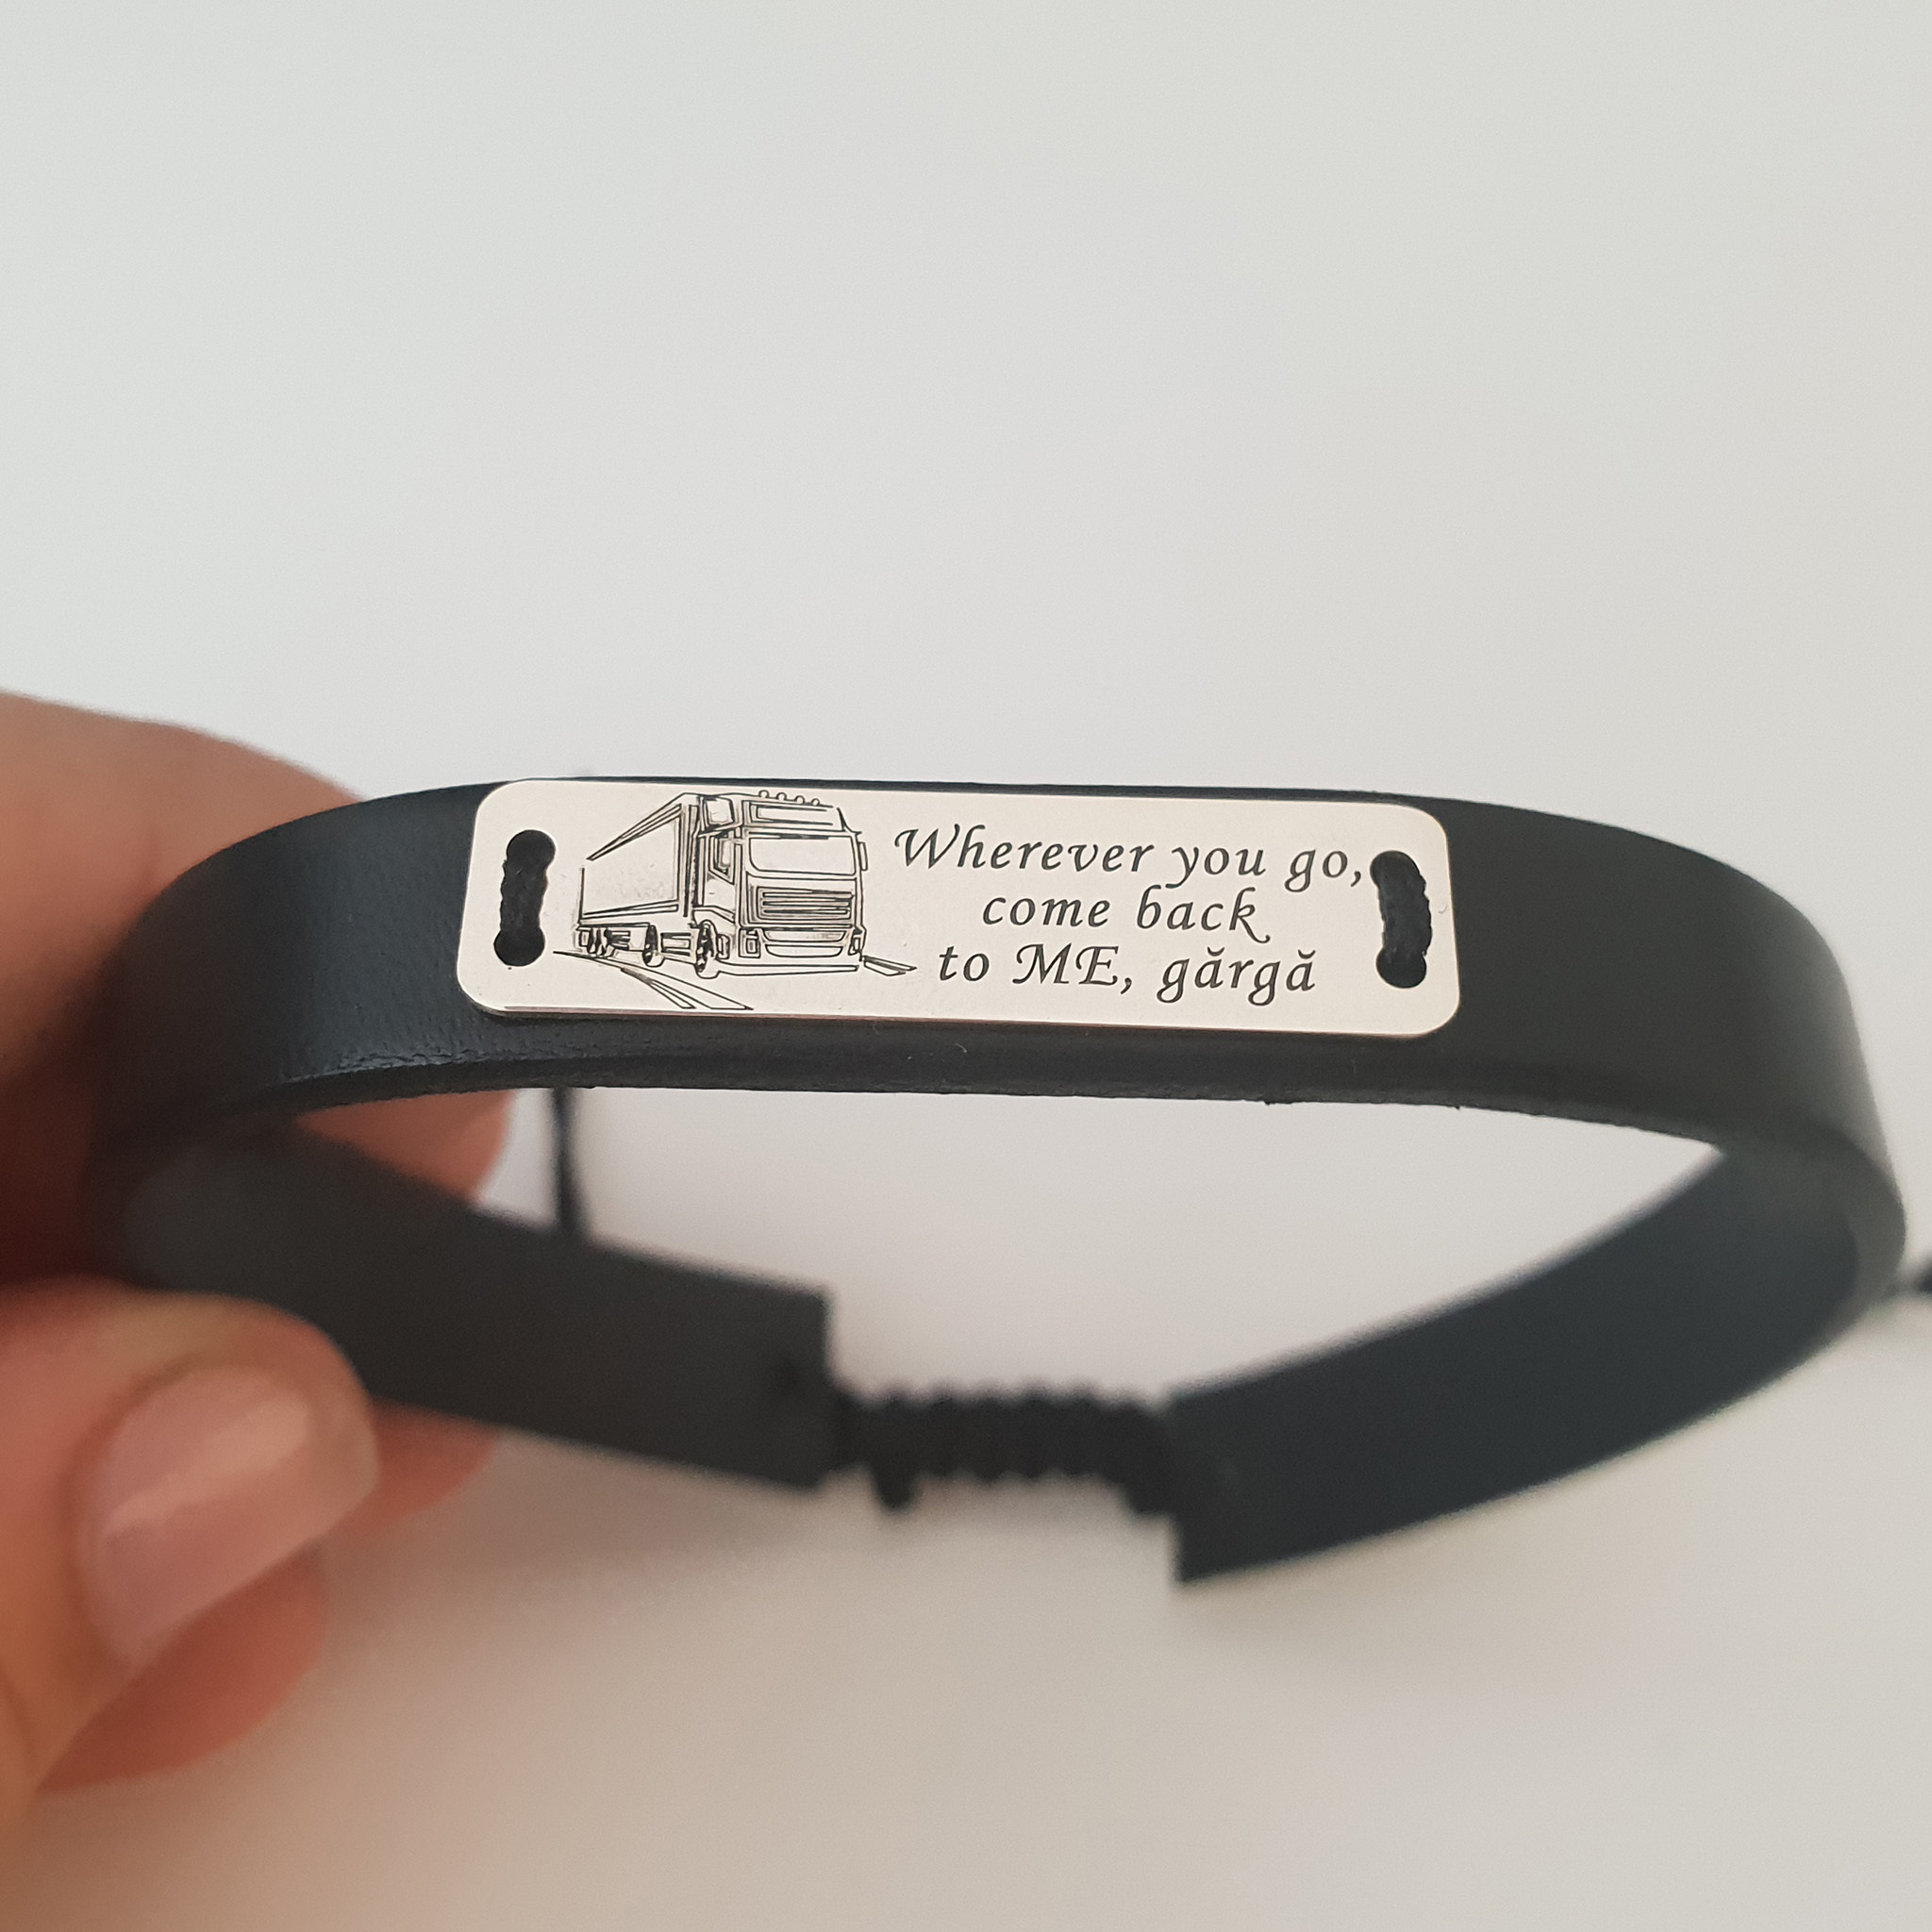 Wherever you go,
come back
to ME, gărgă